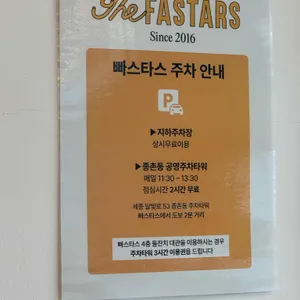 The FASTARS
Since 2016
빠스타스 주차 안내
P
▶지하주차장
상시무료이용
▶종촌동 공영주차타워
매일 11:30 - 13:30
점심시간 2시간 무료
세종 달빛로 53 종촌동 주차타워
빠스타스에서 도보 2분 거리
빠스타스 4층 돌잔치 대관을 이용하시는 경우
주차타워 3시간 이용권을 드립니다